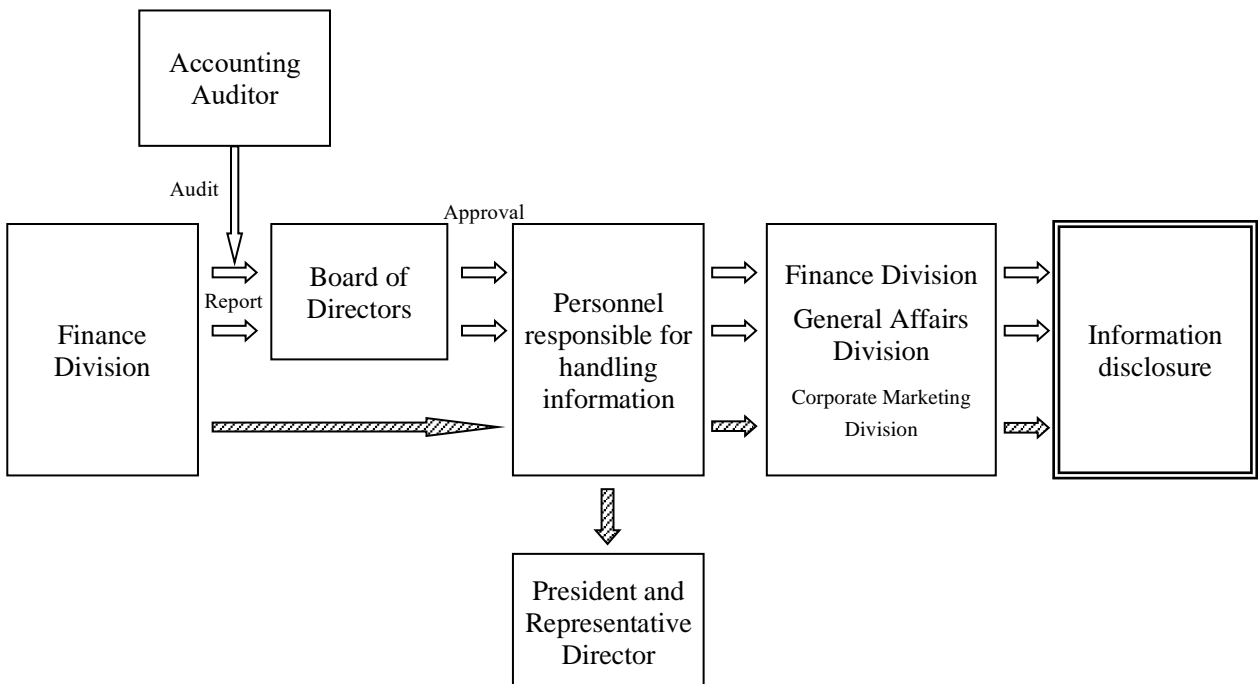 Accounting
Auditor
Audit
Approval
Report
Finance
Division
Board of
Directors
Personnel
responsible for
handling
information
Finance Division
General Affairs
Division
Corporate Marketing
Division
Information
disclosure
President and
Representative
Director